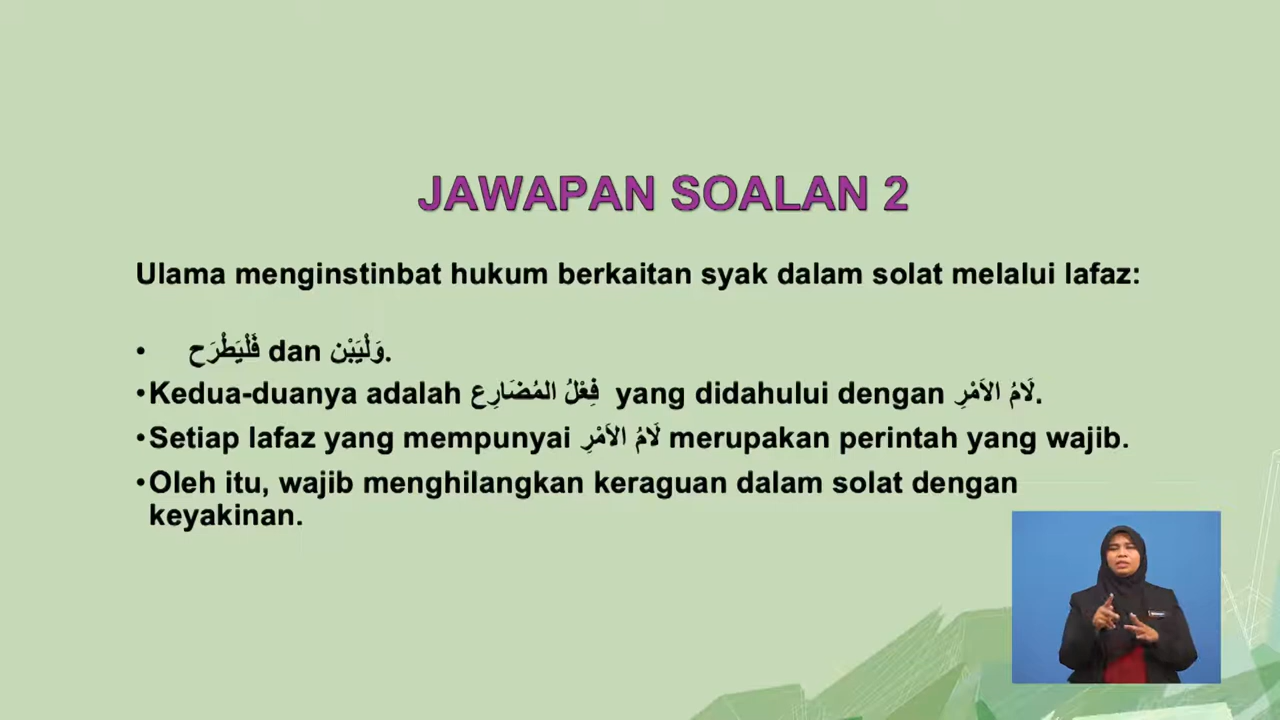 JAWAPAN SOALAN 2
Ulama menginstinbat hukum berkaitan syak dalam solat melalui lafaz:
• فَلْيَطْرَح dan وَلْيَبْن.
•Kedua-duanya adalah فِعْلُ المُضَارِع yang didahului dengan لَامُ الاَمْرِ.
•Setiap lafaz yang mempunyai لَامُ الاَمْرِ merupakan perintah yang wajib.
•Oleh itu, wajib menghilangkan keraguan dalam solat dengan
keyakinan.